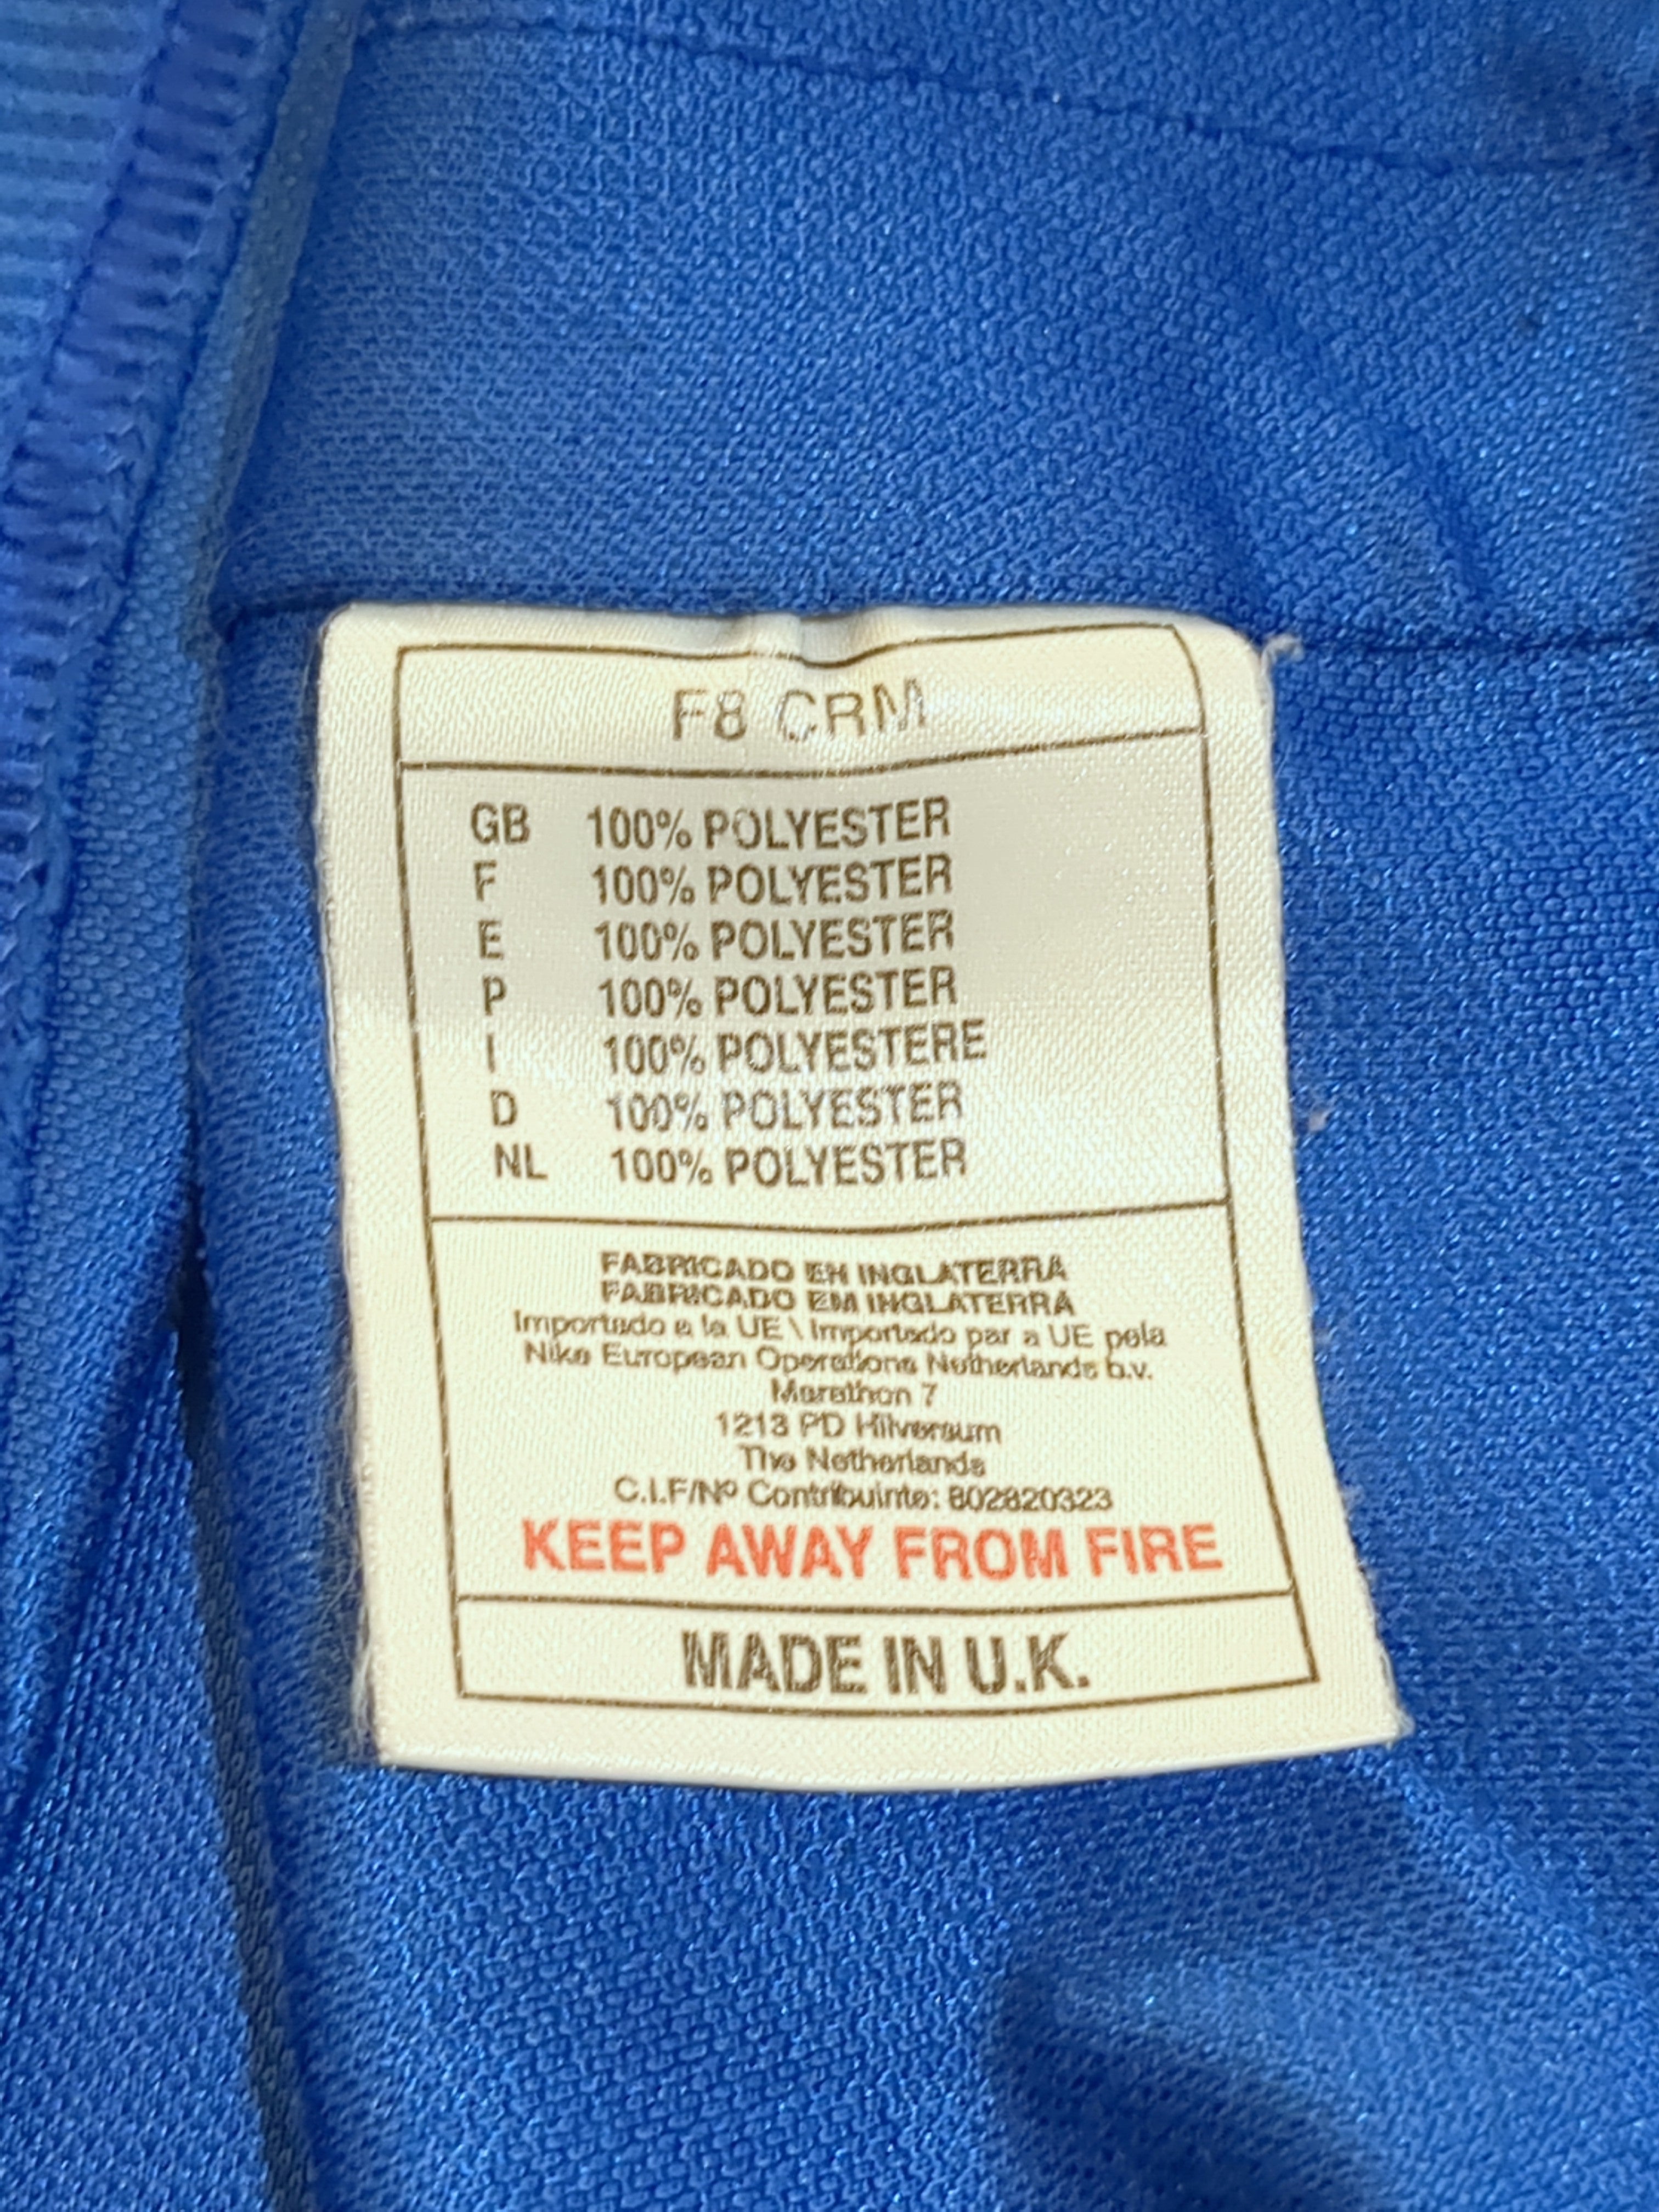 F8 CRM
GB 100% POLYESTER
F 100% POLYESTER
E 100% POLYESTER
P 100% POLYESTER
I 100% POLYESTERE
D 100% POLYESTER
NL 100% POLYESTER
FABRICADO EN INGLATERRA
FABRICADO EM INGLATERRA
Importado a la UE \ Importado par a UE pela
Nike European Operations Netherlands b.v.
Marathon 7
1213 PD Hilversum
The Netherlands
C.I.F/Nº Contribuinte: 802820323
KEEP AWAY FROM FIRE
MADE IN U.K.